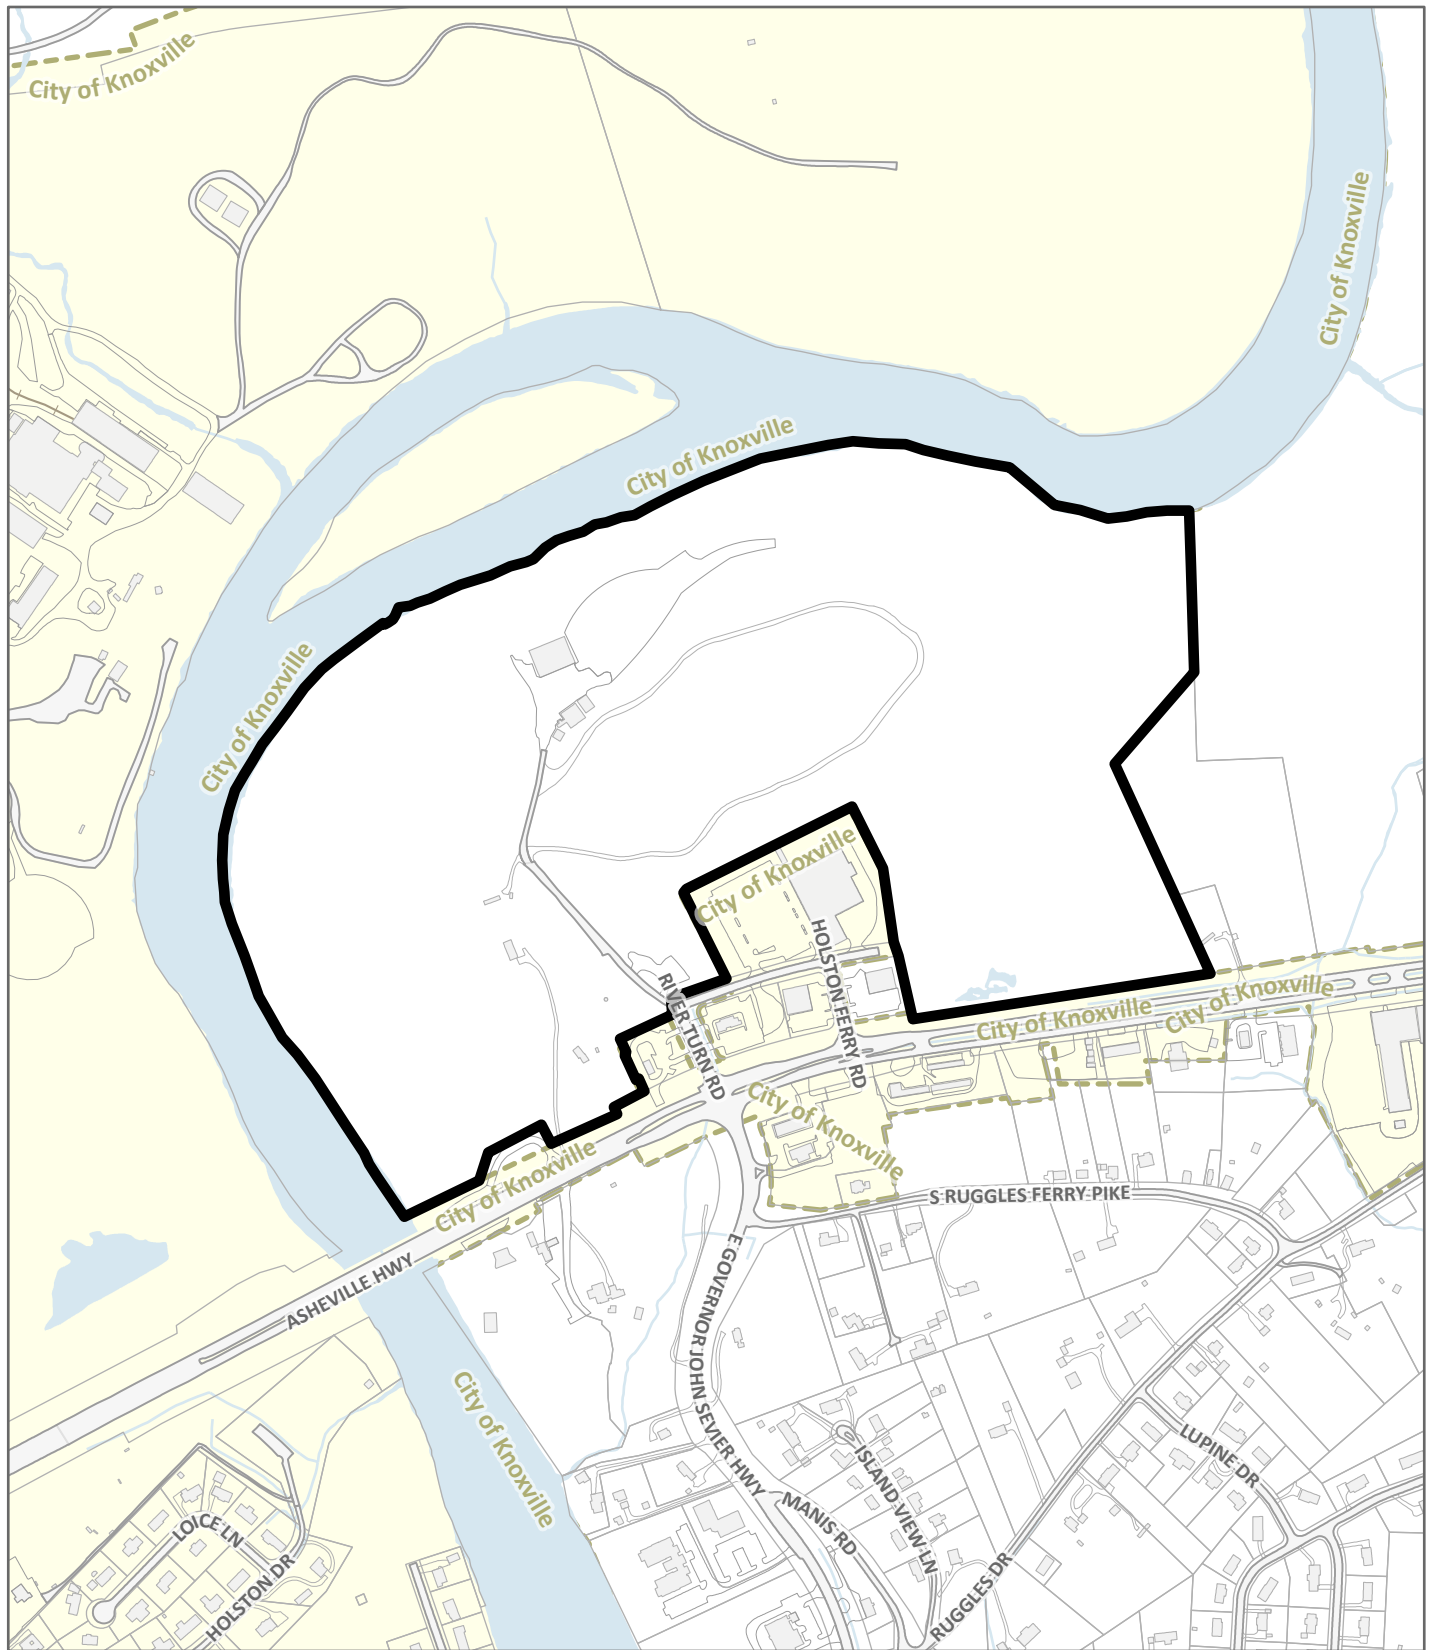 City of Knoxville
City of Knoxville
City of Knoxville
City of Knoxville
City of Knoxville
HOLSTON FERRY RD
RIVER TURN RD
City of Knoxville
City of Knoxville
City of Knoxville
City of Knoxville
S RUGGLES FERRY PIKE
ASHEVILLE HWY
E GOVERNOR JOHN SEVIER HWY
City of Knoxville
LUPINE DR
ISLAND VIEW LN
MANIS RD
LOICE LN
HOLSTON DR
RUGGLES DR